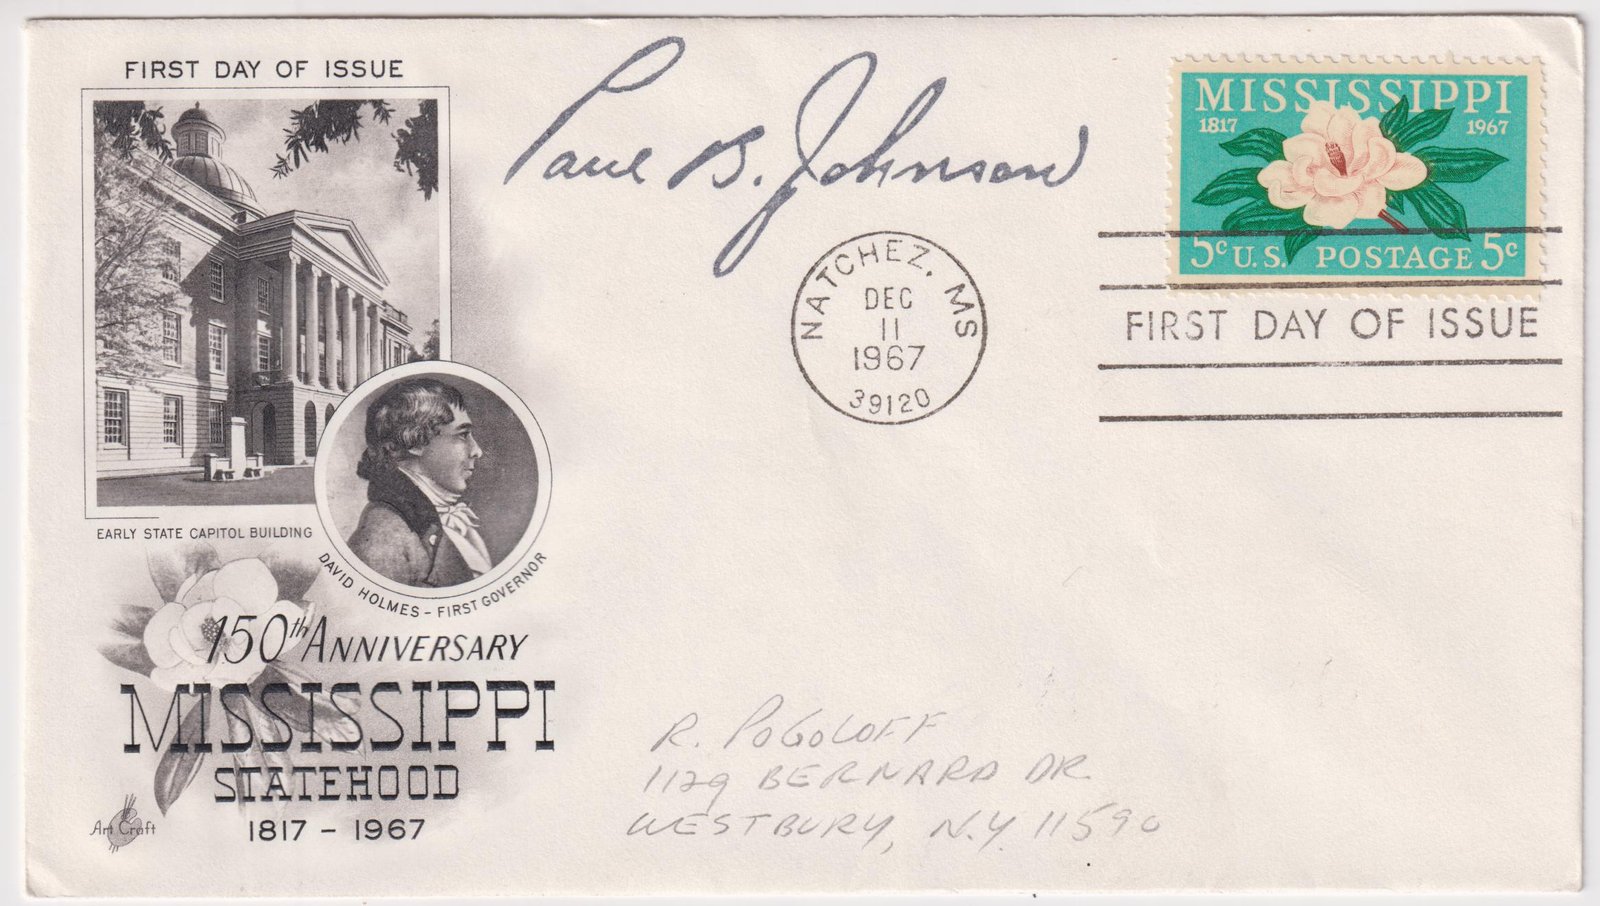 FIRST DAY OF ISSUE
Paul B. Johnson
MISSISSIPPI
1817 1967
5c U.S. POSTAGE 5c
NATCHEZ, MS
DEC
11
1967
39120
FIRST DAY OF ISSUE
EARLY STATE CAPITOL BUILDING
DAVID HOLMES - FIRST GOVERNOR
150th ANNIVERSARY
MISSISSIPPI
STATEHOOD
1817 - 1967
Art Craft
R. POGOLOFF
1129 BERNARD DR.
WESTBURY, N.Y. 11590